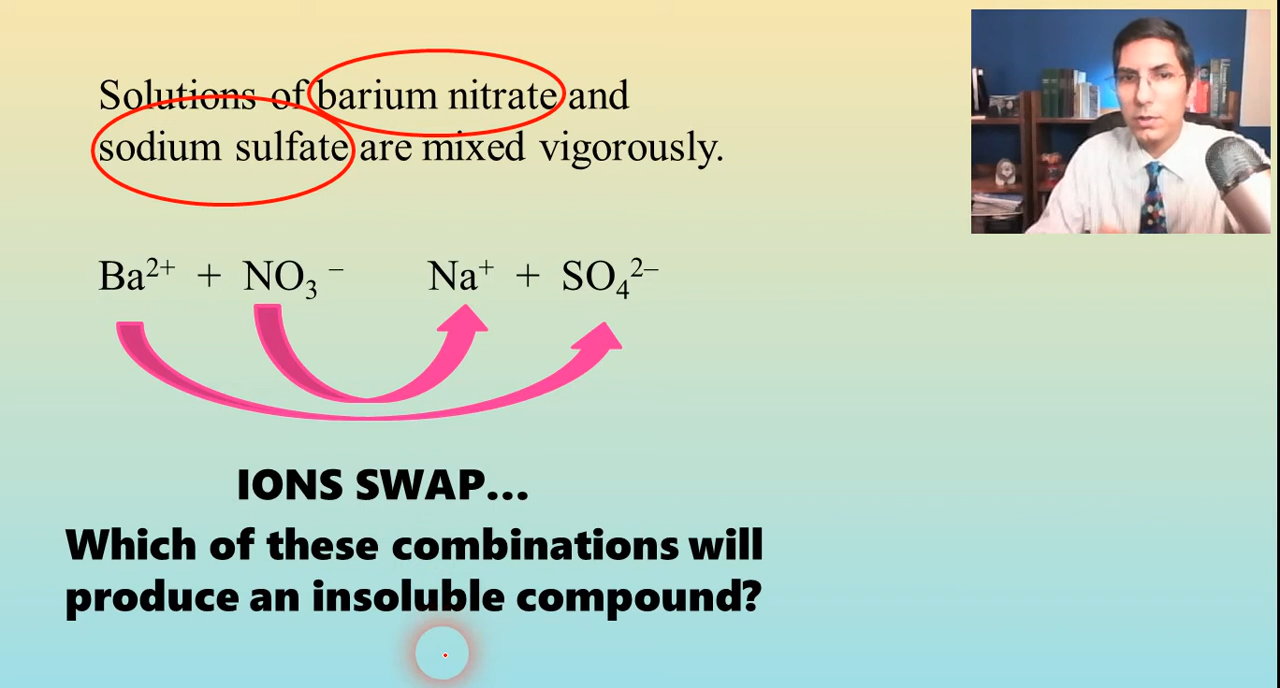 Solutions of barium nitrate and
sodium sulfate are mixed vigorously.
Ba²⁺ + NO₃⁻ Na⁺ + SO₄²⁻
IONS SWAP...
Which of these combinations will
produce an insoluble compound?